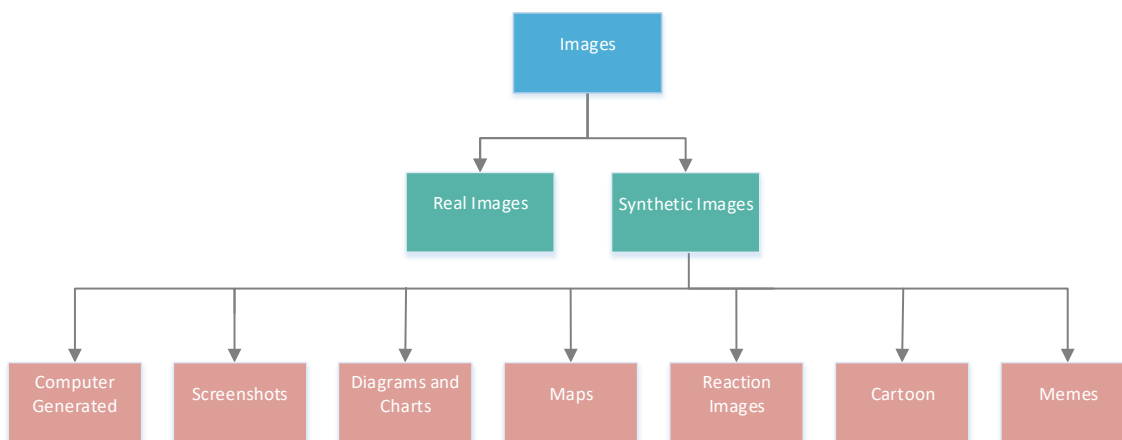 Images
Real Images
Synthetic Images
Computer
Generated
Screenshots
Diagrams and
Charts
Maps
Reaction
Images
Cartoon
Memes